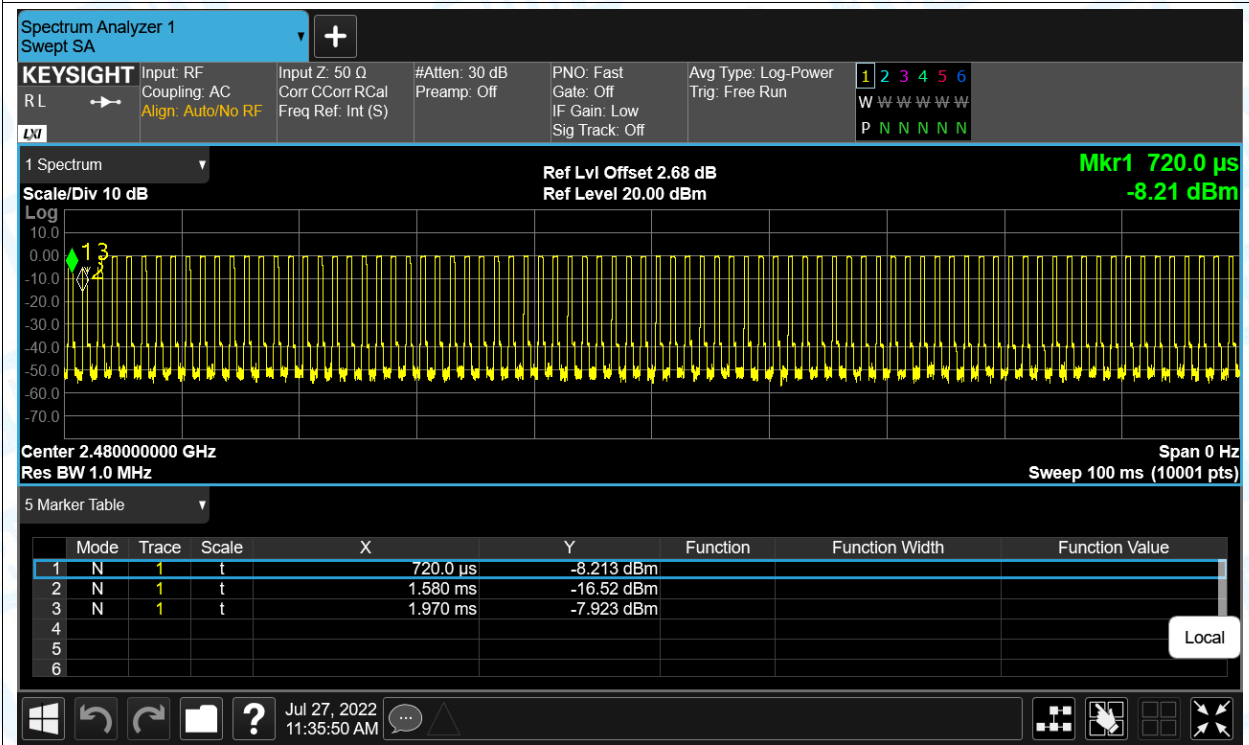 Spectrum Analyzer 1
Swept SA
+
KEYSIGHT Input: RF Input Z: 50 Ω #Atten: 30 dB PNO: Fast Avg Type: Log-Power 1 2 3 4 5 6
R L Coupling: AC Corr CCorr RCal Preamp: Off Gate: Off Trig: Free Run W W W W W W
Align: Auto/No RF Freq Ref: Int (S) IF Gain: Low
LXI Sig Track: Off P N N N N N
1 Spectrum Ref Lvl Offset 2.68 dB Mkr1 720.0 µs
Scale/Div 10 dB Ref Level 20.00 dBm -8.21 dBm
Log
10.0
0.00
-10.0
-20.0
-30.0
-40.0
-50.0
-60.0
-70.0
1 3
2
Center 2.480000000 GHz Span 0 Hz
Res BW 1.0 MHz Sweep 100 ms (10001 pts)
5 Marker Table
Mode Trace Scale X Y Function Function Width Function Value
1 N 1 t 720.0 µs -8.213 dBm
2 N 1 t 1.580 ms -16.52 dBm
3 N 1 t 1.970 ms -7.923 dBm
4
5
6
Local
? Jul 27, 2022
11:35:50 AM